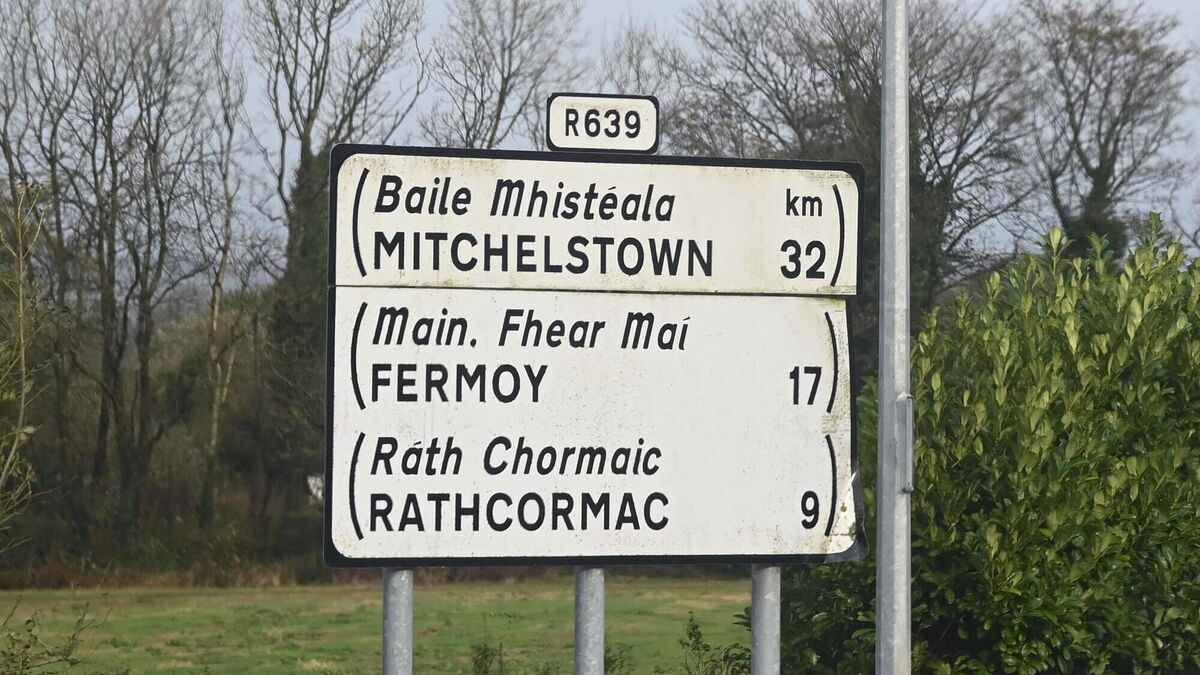 R639
Baile Mhistéala km
MITCHELSTOWN 32
Main. Fhear Maí
FERMOY 17
Ráth Chormaic
RATHCORMAC 9